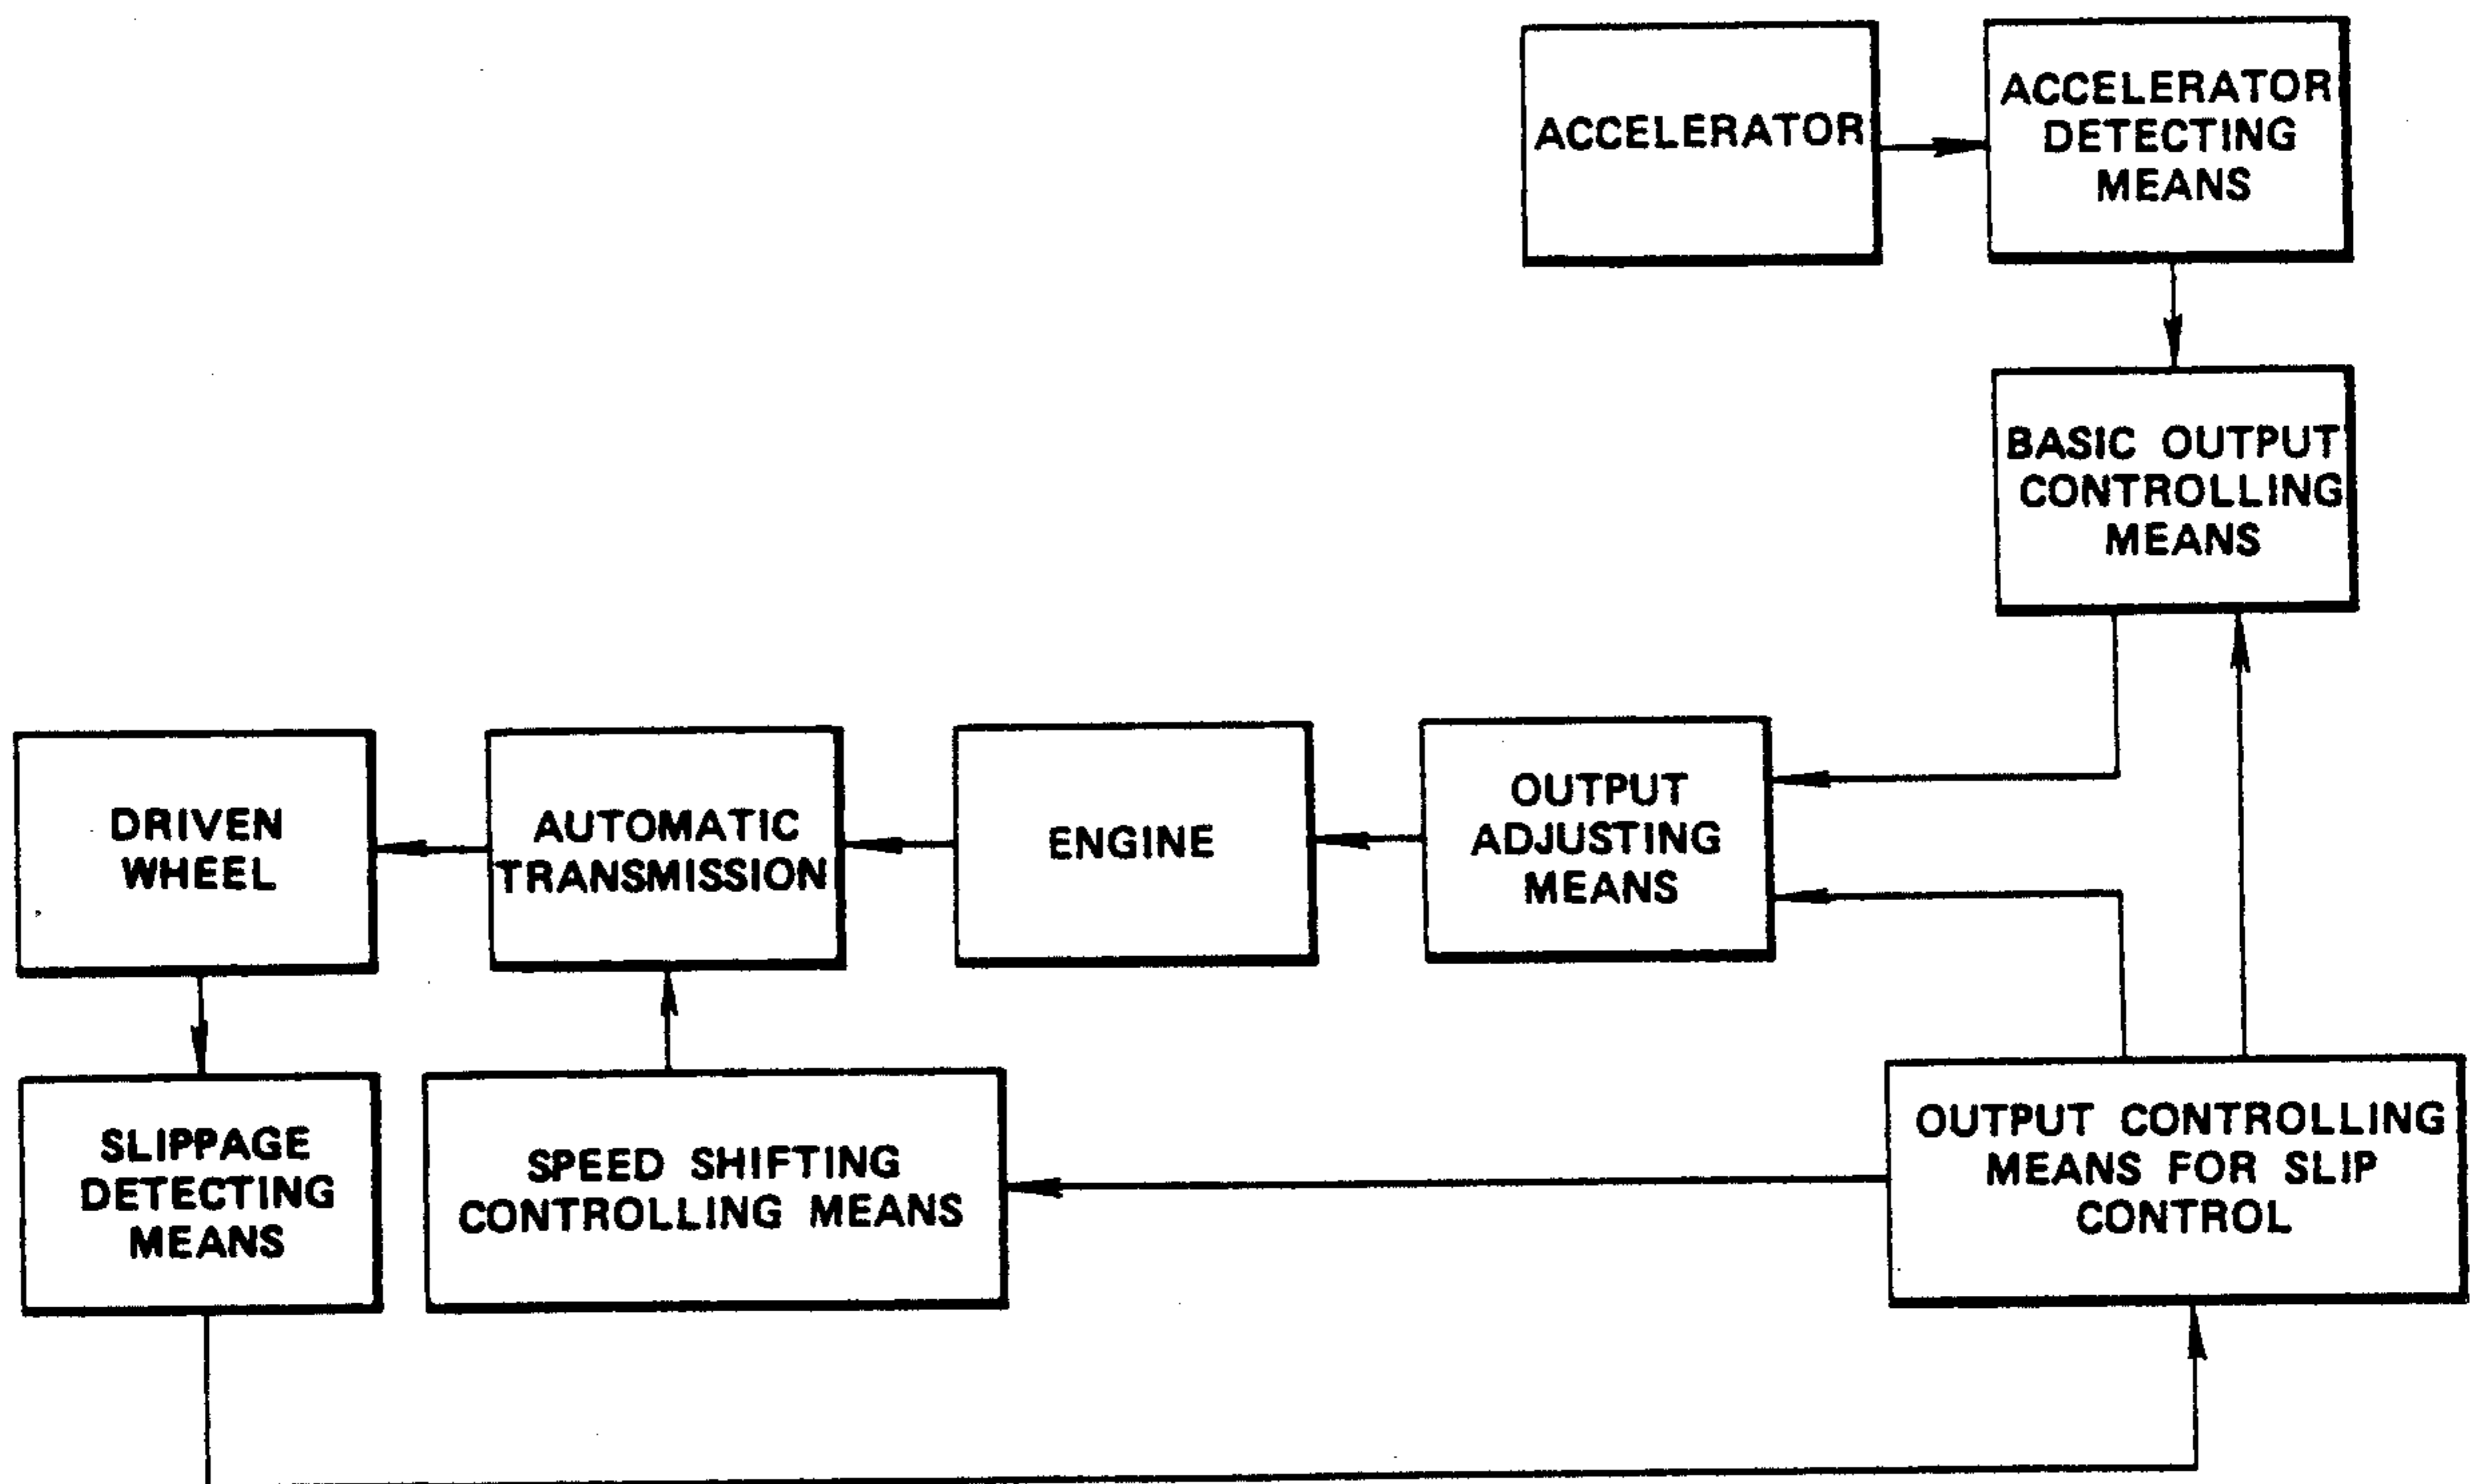 ACCELERATOR
ACCELERATOR
DETECTING
MEANS
BASIC OUTPUT
CONTROLLING
MEANS
DRIVEN
WHEEL
AUTOMATIC
TRANSMISSION
ENGINE
OUTPUT
ADJUSTING
MEANS
SLIPPAGE
DETECTING
MEANS
SPEED SHIFTING
CONTROLLING MEANS
OUTPUT CONTROLLING
MEANS FOR SLIP
CONTROL